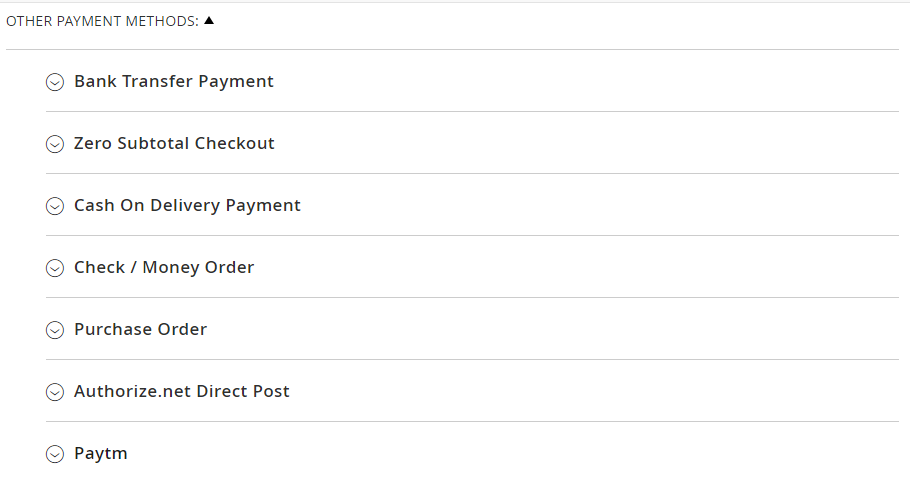 OTHER PAYMENT METHODS:
Bank Transfer Payment
Zero Subtotal Checkout
Cash On Delivery Payment
Check / Money Order
Purchase Order
Authorize.net Direct Post
Paytm